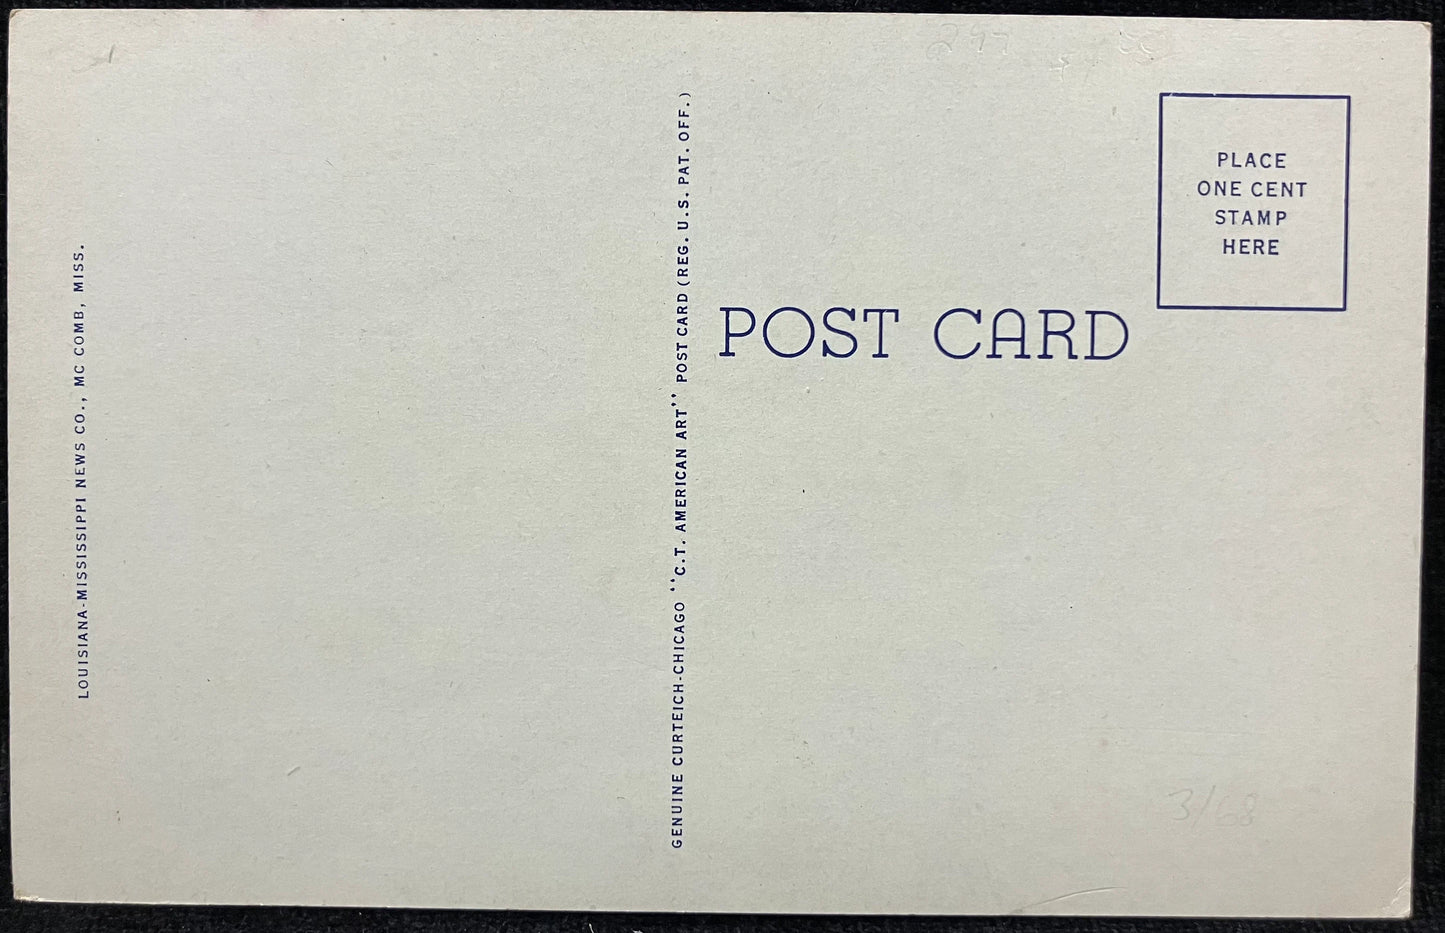 LOUISIANA-MISSISSIPPI NEWS CO., MC COMB, MISS.
GENUINE CURTEICH-CHICAGO "C.T. AMERICAN ART" POST CARD (REG. U.S. PAT. OFF.)
PLACE
ONE CENT
STAMP
HERE
POST CARD
3/68